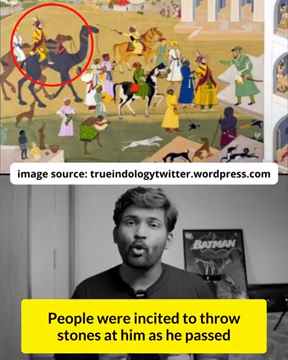 image source: trueindologytwitter.wordpress.com
BATMAN
People were incited to throw
stones at him as he passed